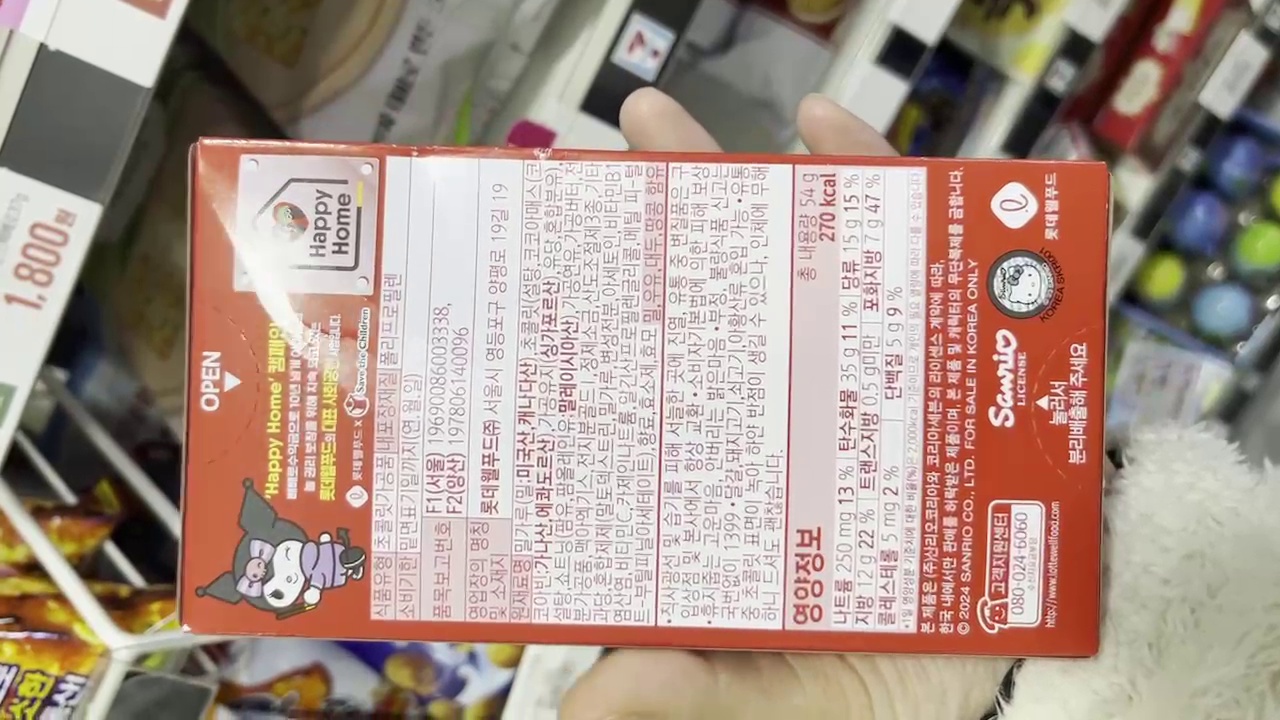 소한
1,800원
OPEN
'Happy Home' 캠페인
빼빼로수익금으로 10년 넘게
놀 권리 보장을 위해 지속
롯데웰푸드의 대표 사회공헌 사업입니다.
롯데웰푸드 X Save the Children
Happy
Home
식품유형 초콜릿가공품 내포장재질 폴리프로필렌
소비기한 밑면표기일까지(연.월.일)
품목보고번호 F1(서울) 19690086003338,
F2(양산) 197806140096
영업장의 명칭 및 소재지 롯데웰푸드㈜ 서울시 영등포구 양평로 19길 19
원재료명 밀가루(밀:미국산,캐나다산),초콜릿(설탕,코코아매스(코
코아빈:가나산,에콰도르산),가공유지(싱가포르산),유당,혼합분유),
설탕,쇼트닝(팜유,팜올레인유:말레이시아산),가공연유,가공버터,전
분가공품,맥아엑기스,전지분골드Ⅰ,정제소금,산도조절제3종,기타
과당,혼합제제(말토덱스트린,밀가루,변성전분,아세토인,비타민B1
염산염,비타민C,카제인나트륨,알긴산프로필렌글리콜,메틸 파-털
트-부틸피닐아세테이트),향료,효소제,효모 밀,우유,대두,땅콩 함유
•직사광선 및 습기를 피해 서늘한 곳에 진열, 유통 중 변질품은 구
입상점 및 본사에서 항상 교환 •소비자기본법에 의한 피해 보상
•휴지줍는 고운마음, 안버리는 밝은마음 •부정, 불량식품 신고는
국번없이 1399 •달걀,돼지고기,쇠고기,아황산류 혼입 가능 •유통
중 초콜릿 표면이 녹아 하얀 반점이 생길 수 있으나, 인체에 무해
하니 드셔도 괜찮습니다.
영양정보 총 내용량 54 g
270 kcal
나트륨 250 mg 13 % 탄수화물 35 g 11 % 당류 15 g 15 %
지방 12 g 22 % 트랜스지방 0.5 g미만 포화지방 7 g 47 %
콜레스테롤 5 mg 2 % 단백질 5 g 9 %
*1일 영양성분 기준치에 대한 비율(%)은 2,000kcal 기준이므로 개인의 필요 열량에 따라 다를 수 있습니다
본 제품은 (주)산리오코리아와 코리아세븐의 라이센스 계약에 따라,
한국 내에서만 판매를 허락받은 제품이며, 본 제품 및 캐릭터의 무단복제를 금합니다.
© 2024 SANRIO CO., LTD. FOR SALE IN KOREA ONLY
고객지원센터
080-024-6060
수신자요금부담
http://www.lottewellfood.com
Sanrio
LICENSE
Sanrio
KOREA SKR001
롯데웰푸드
눌러서
분리배출해 주세요